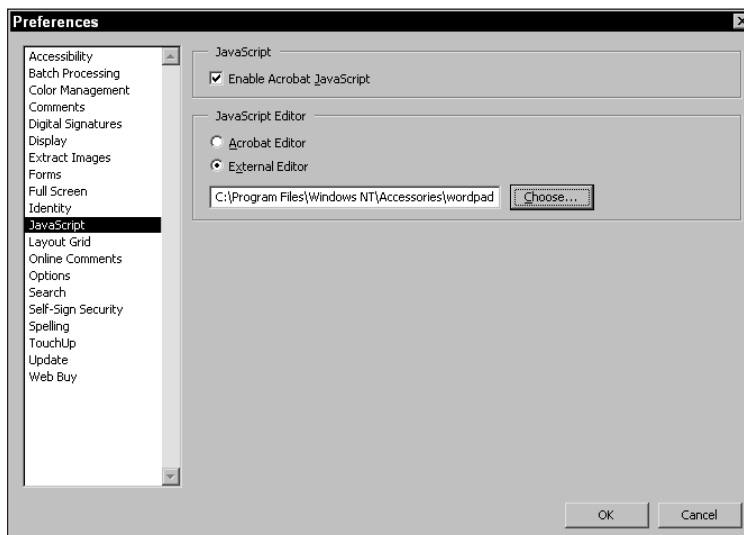 Preferences
Accessibility
Batch Processing
Color Management
Comments
Digital Signatures
Display
Extract Images
Forms
Full Screen
Identity
JavaScript
Layout Grid
Online Comments
Options
Search
Self-Sign Security
Spelling
TouchUp
Update
Web Buy
JavaScript
Enable Acrobat JavaScript
JavaScript Editor
Acrobat Editor
External Editor
C:\Program Files\Windows NT\Accessories\wordpad
Choose...
OK
Cancel